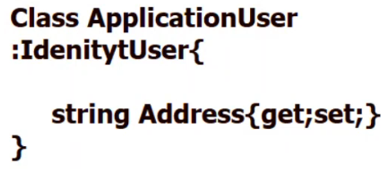 Class ApplicationUser
:IdenitytUser{
string Address{get;set;}
}